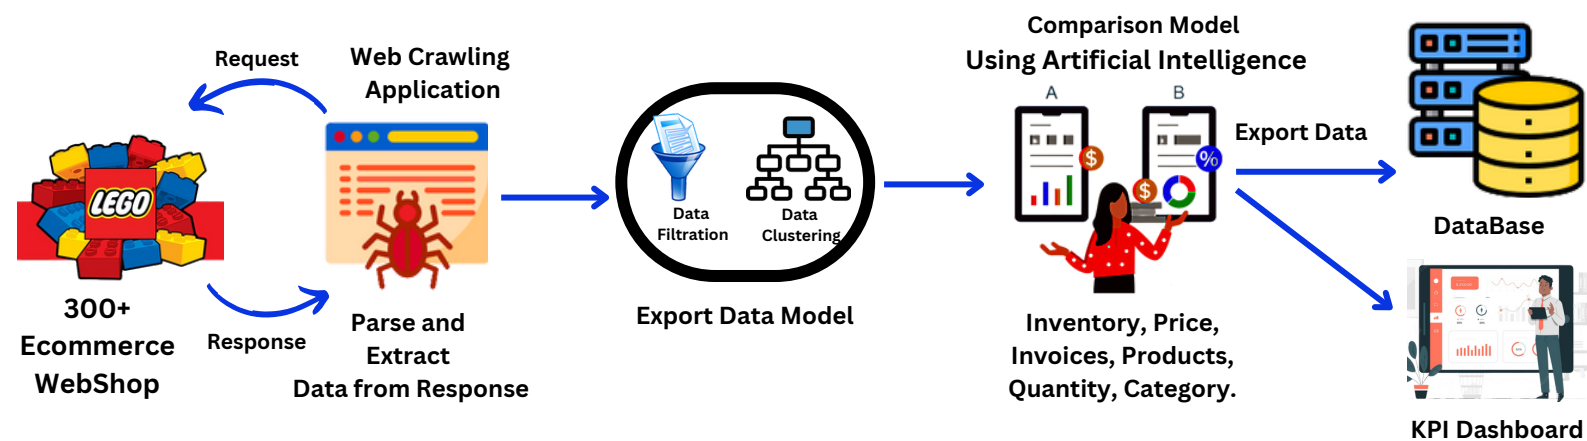 Request
Web Crawling
Application
LEGO
300+
Ecommerce
WebShop
Response
Parse and
Extract
Data from Response
Data
Filtration
Data
Clustering
Export Data Model
Comparison Model
Using Artificial Intelligence
A
B
$
%
$
Inventory, Price,
Invoices, Products,
Quantity, Category.
Export Data
DataBase
KPI Dashboard